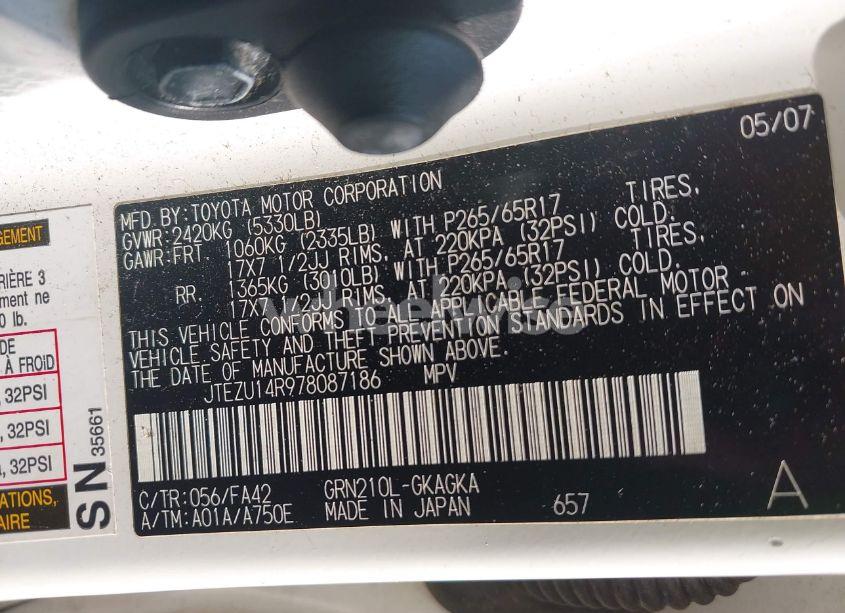 05/07
MFD.BY:TOYOTA MOTOR CORPORATION
GVWR:2420KG (5330LB)
GAWR:FRT. 1060KG (2335LB) WITH P265/65R17 TIRES,
17X7 1/2JJ RIMS, AT 220KPA (32PSI) COLD.
RR. 1365KG (3010LB) WITH P265/65R17 TIRES,
17X7 1/2JJ RIMS, AT 220KPA (32PSI) COLD.
THIS VEHICLE CONFORMS TO ALL APPLICABLE FEDERAL MOTOR
VEHICLE SAFETY AND THEFT PREVENTION STANDARDS IN EFFECT ON
THE DATE OF MANUFACTURE SHOWN ABOVE.
JTEZU14R978087186 MPV
C/TR:056/FA42 GRN210L-GKAGKA
A/TM:A01A/A750E MADE IN JAPAN 657 A
GEMENT
RIÈRE 3
ment ne
0 lb.
DE
À FROID
, 32PSI
, 32PSI
, 32PSI
ATIONS,
AIRE
SN 35661